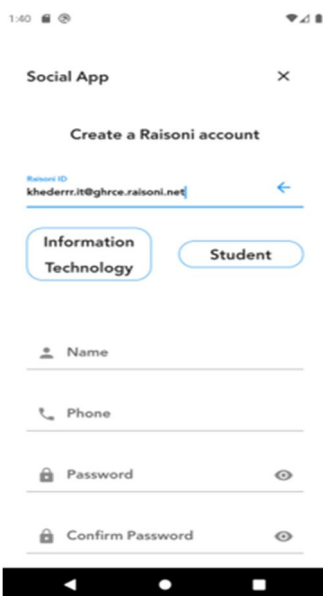 1:40
Social App
Create a Raisoni account
Raisoni ID
khederrr.it@ghrce.raisoni.net
Information
Technology
Student
Name
Phone
Password
Confirm Password